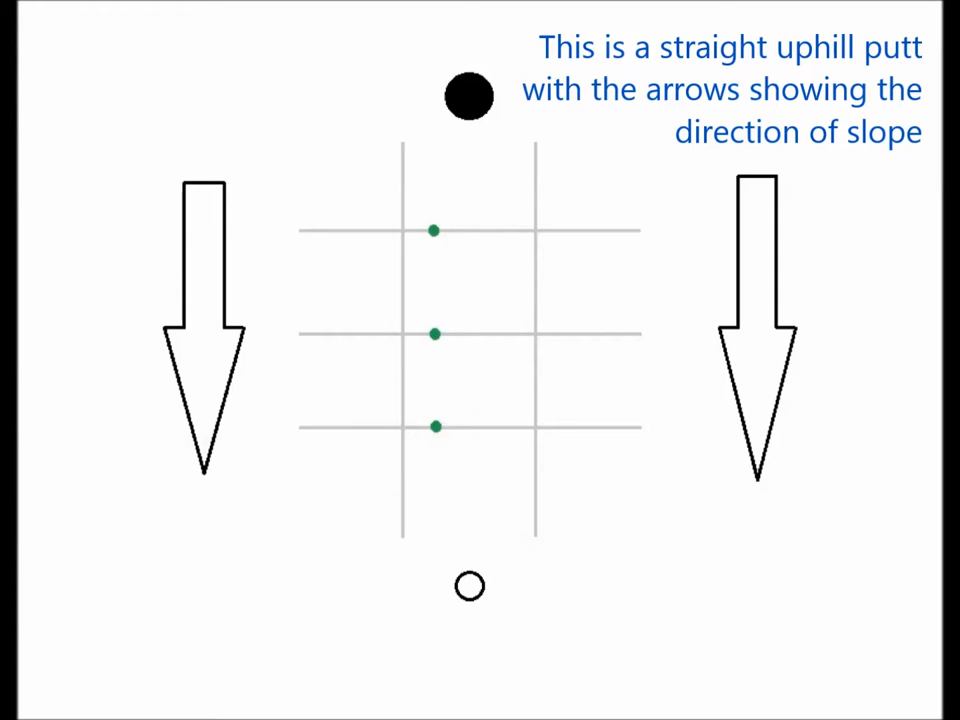 This is a straight uphill putt
with the arrows showing the
direction of slope